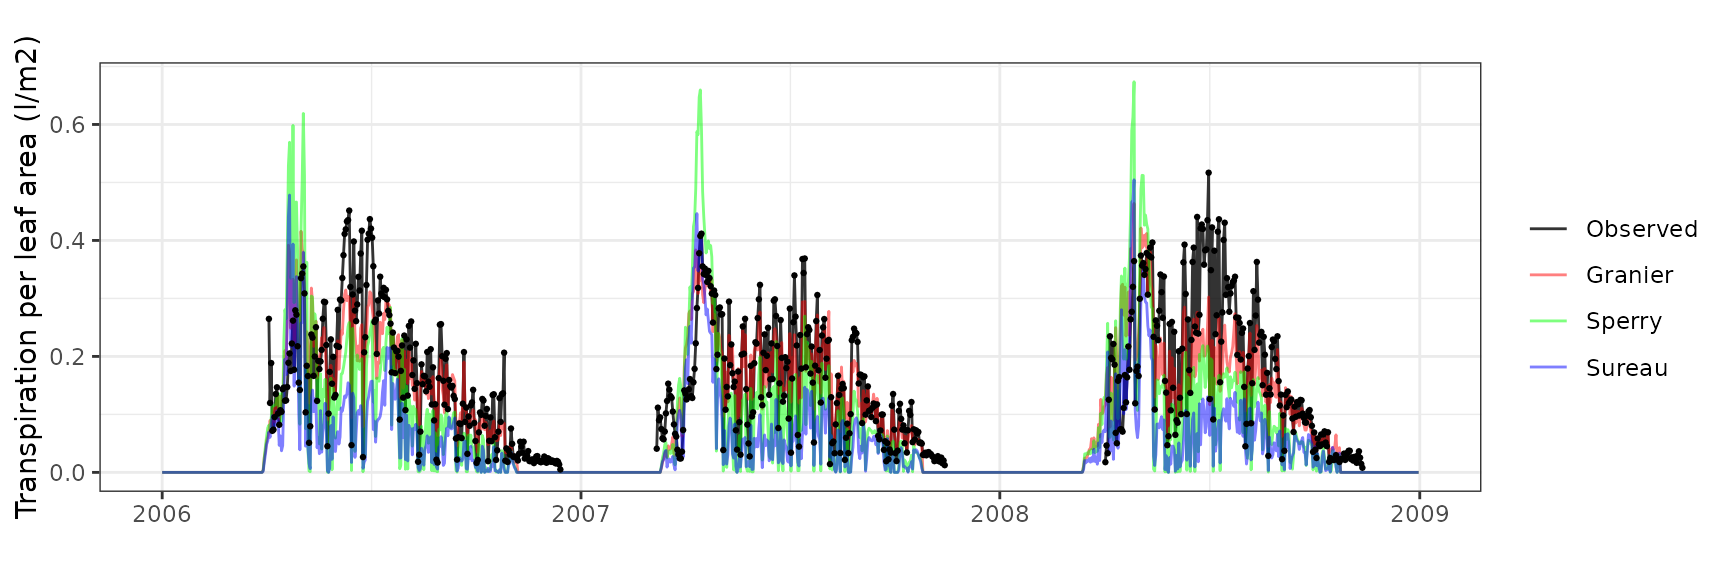 Transpiration per leaf area (l/m2)
0.6
0.4
0.2
0.0
2006
2007
2008
2009
Observed
Granier
Sperry
Sureau